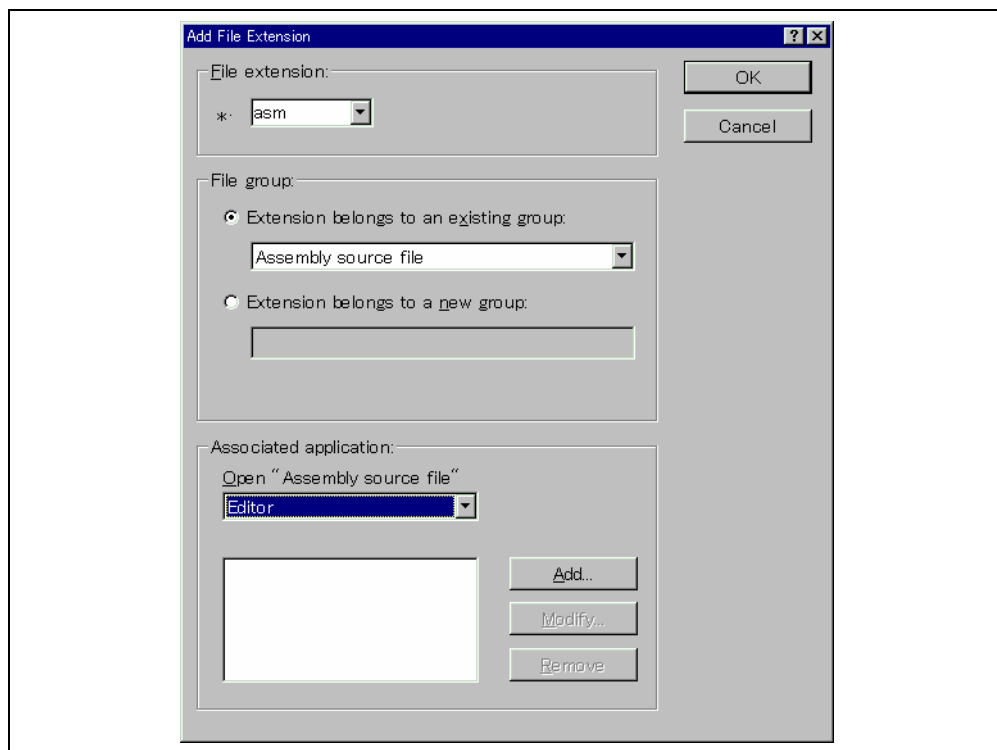 Add File Extension
File extension:
*. asm
OK
Cancel
File group:
Extension belongs to an existing group:
Assembly source file
Extension belongs to a new group:
Associated application:
Open “Assembly source file“
Editor
Add...
Modify...
Remove